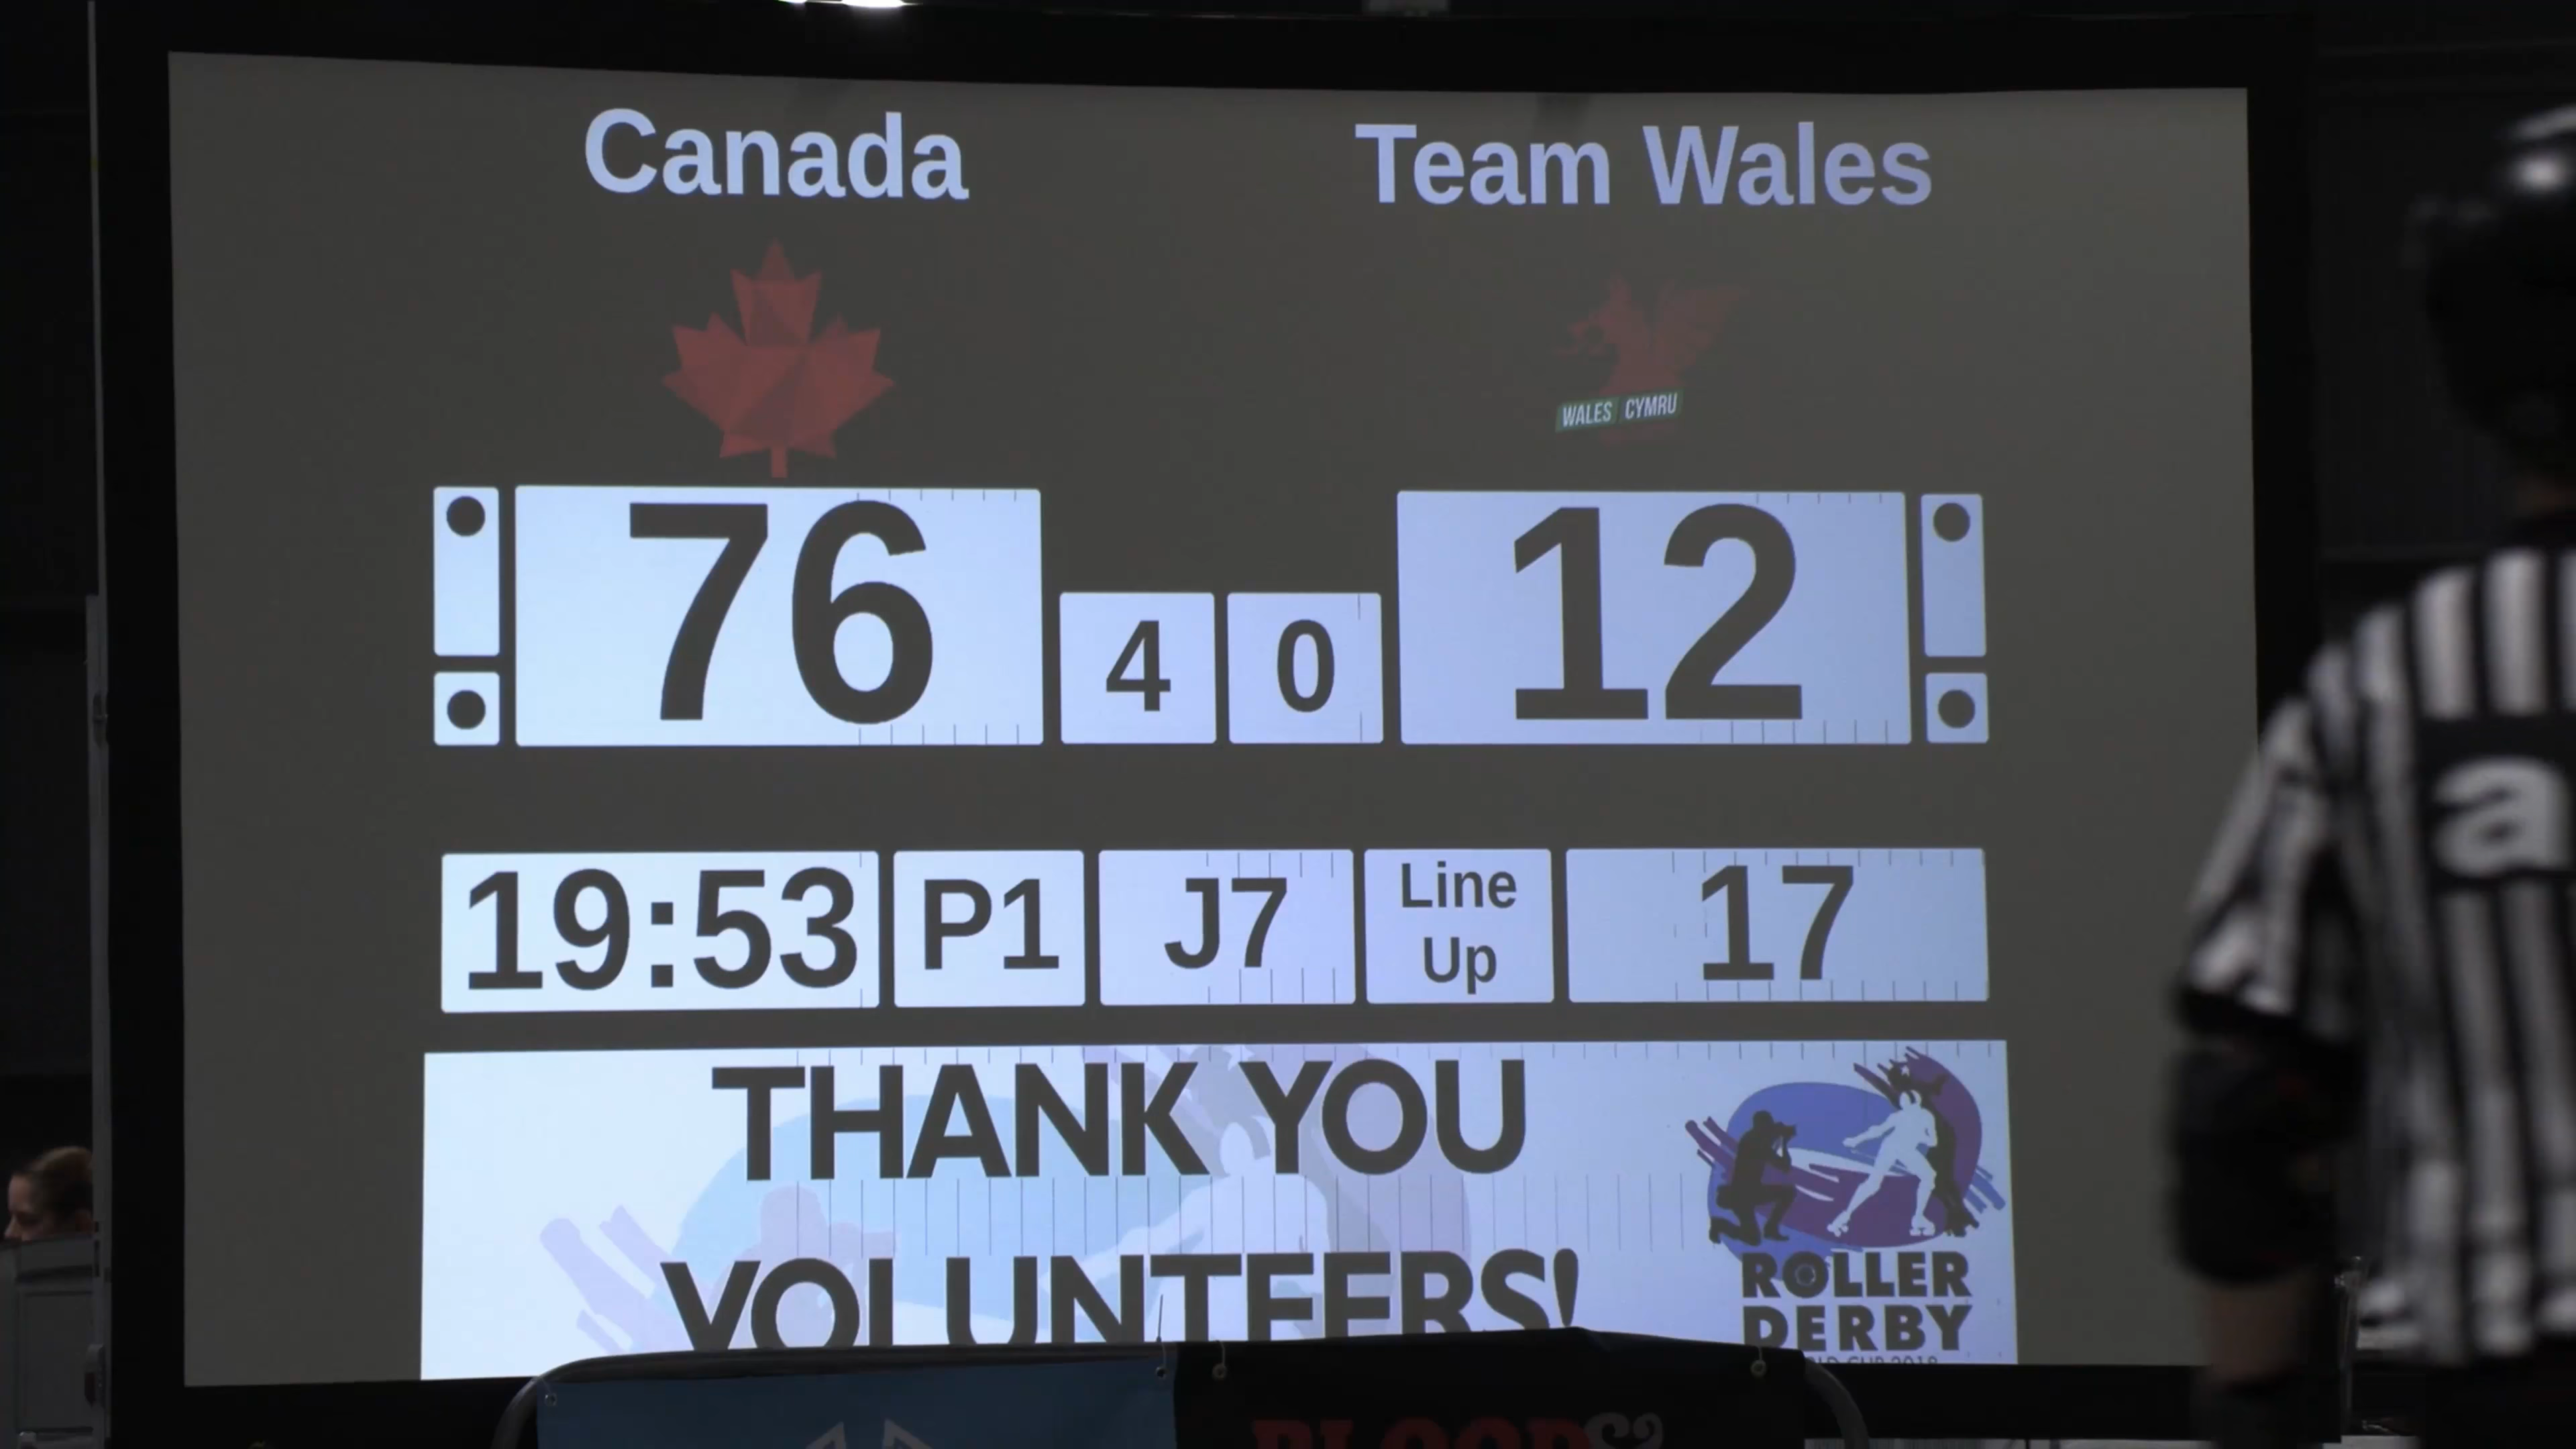 Canada
Team Wales
WALES CYMRU
76
4
0
12
19:53
P1
J7
Line
Up
17
THANK YOU
VOLUNTEERS!
ROLLER
DERBY
a
BLOOD &